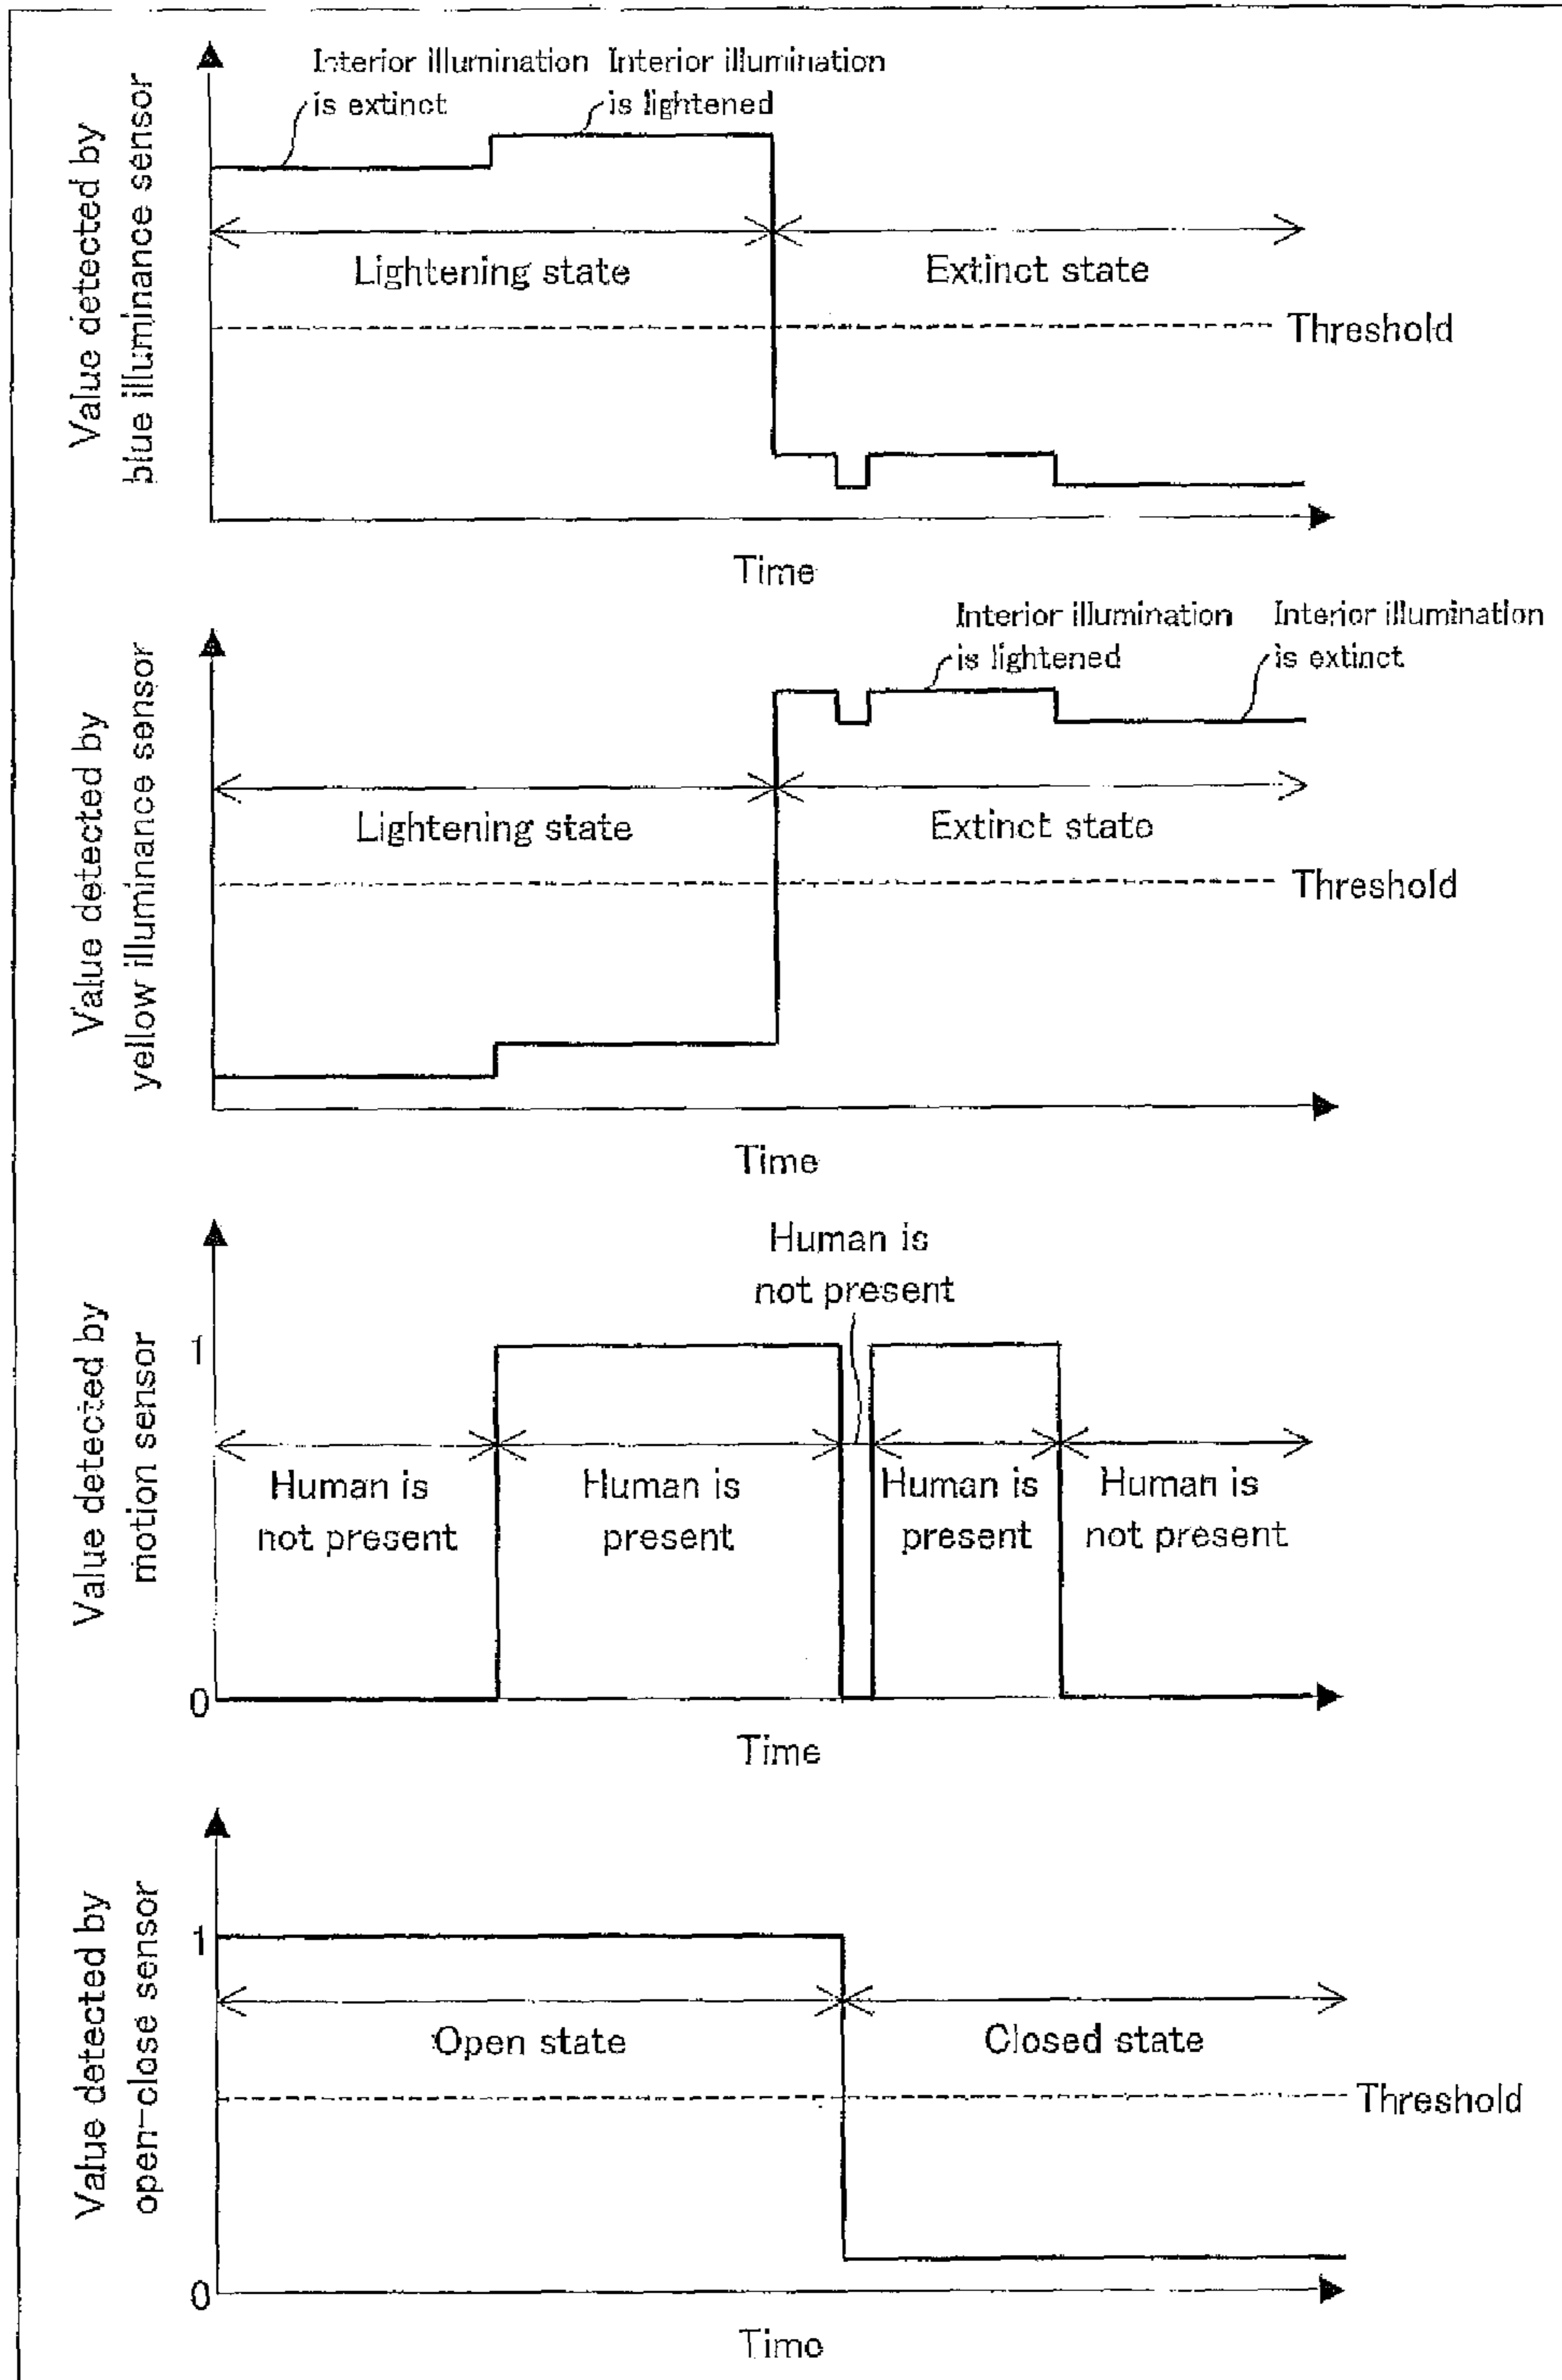 Interior illumination
is extinct
Interior illumination
is lightened
Value detected by
blue illuminance sensor
Lightening state
Extinct state
Threshold
Time
Interior illumination
is lightened
Interior illumination
is extinct
Value detected by
yellow illuminance sensor
Lightening state
Extinct state
Threshold
Time
Human is
not present
Value detected by
motion sensor
1
Human is
not present
Human is
present
Human is
present
Human is
not present
0
Time
Value detected by
open-close sensor
1
Open state
Closed state
Threshold
0
Time